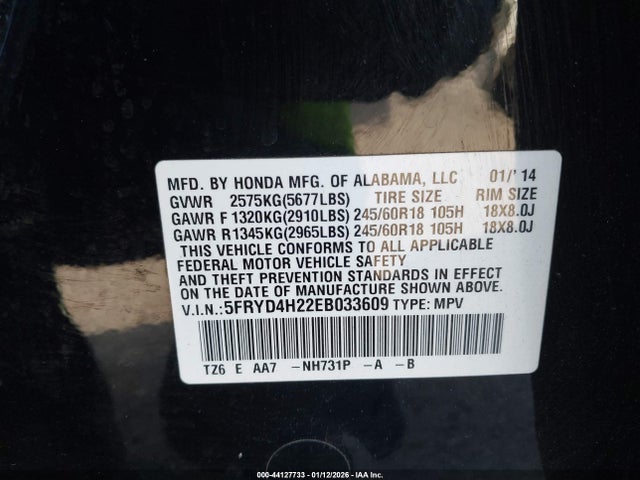 MFD. BY HONDA MFG. OF ALABAMA, LLC 01/'14
GVWR 2575KG(5677LBS) TIRE SIZE RIM SIZE
GAWR F 1320KG(2910LBS) 245/60R18 105H 18X8.0J
GAWR R1345KG(2965LBS) 245/60R18 105H 18X8.0J
THIS VEHICLE CONFORMS TO ALL APPLICABLE
FEDERAL MOTOR VEHICLE SAFETY
AND THEFT PREVENTION STANDARDS IN EFFECT
ON THE DATE OF MANUFACTURE SHOWN ABOVE.
V.I.N.: 5FRYD4H22EB033609 TYPE: MPV
TZ6 E AA7 -NH731P -A -B
000-44127733 - 01/12/2026 - IAA Inc.